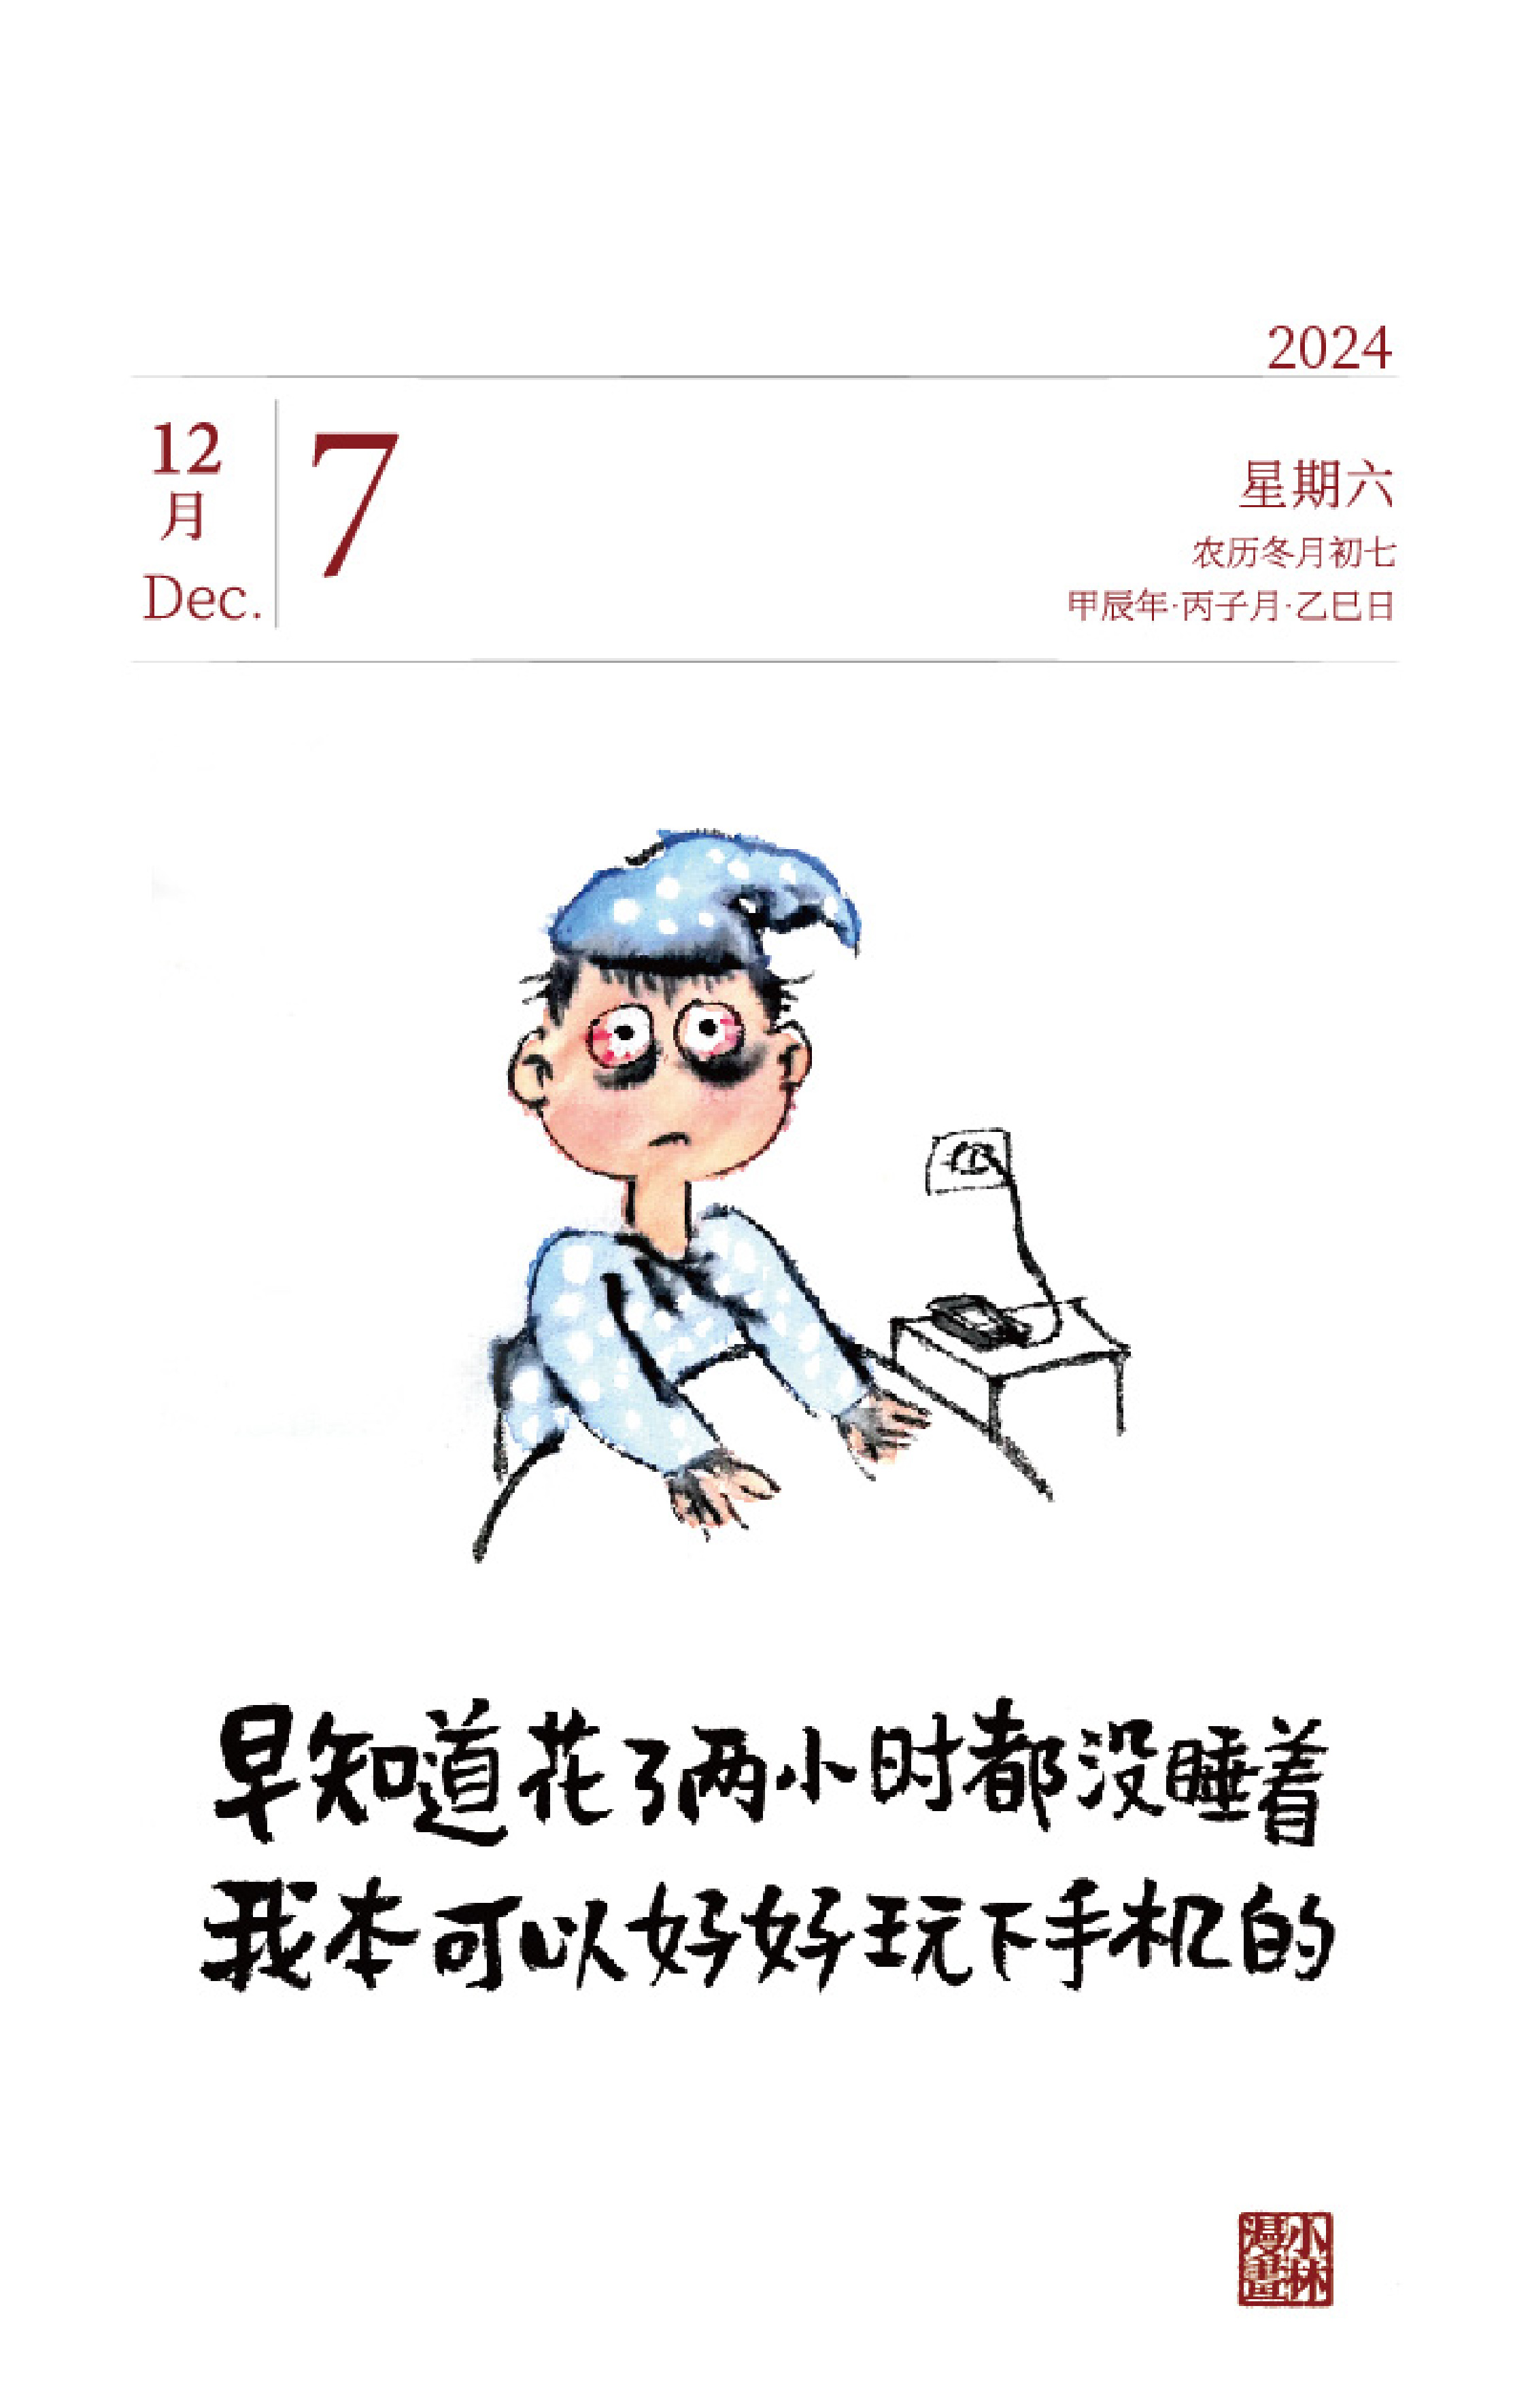 2024
12
月
Dec.
7
星期六
农历冬月初七
甲辰年·丙子月·乙巳日
早知道花了两小时都没睡着
我本可以好好玩下手机的
小林
漫畫